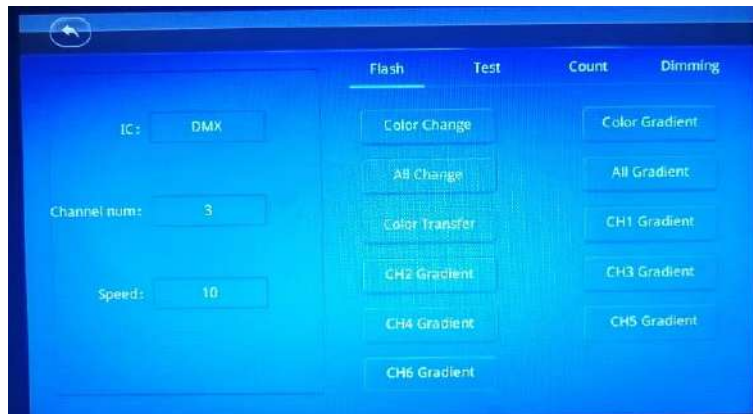 Flash Test Count Dimming
IC: DMX
Channel num: 3
Speed: 10
Color Change Color Gradient
All Change All Gradient
Color Transfer CH1 Gradient
CH2 Gradient CH3 Gradient
CH4 Gradient CH5 Gradient
CH6 Gradient